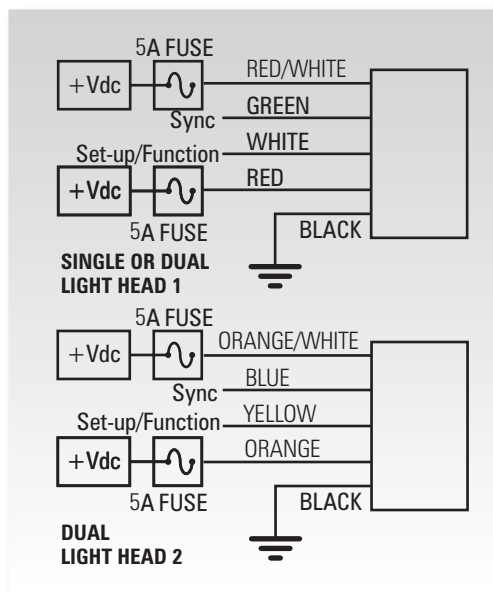 5A FUSE
+Vdc
RED/WHITE
GREEN
Sync
WHITE
Set-up/Function
RED
+Vdc
5A FUSE
BLACK
SINGLE OR DUAL
LIGHT HEAD 1
5A FUSE
+Vdc
ORANGE/WHITE
BLUE
Sync
YELLOW
Set-up/Function
ORANGE
+Vdc
5A FUSE
BLACK
DUAL
LIGHT HEAD 2